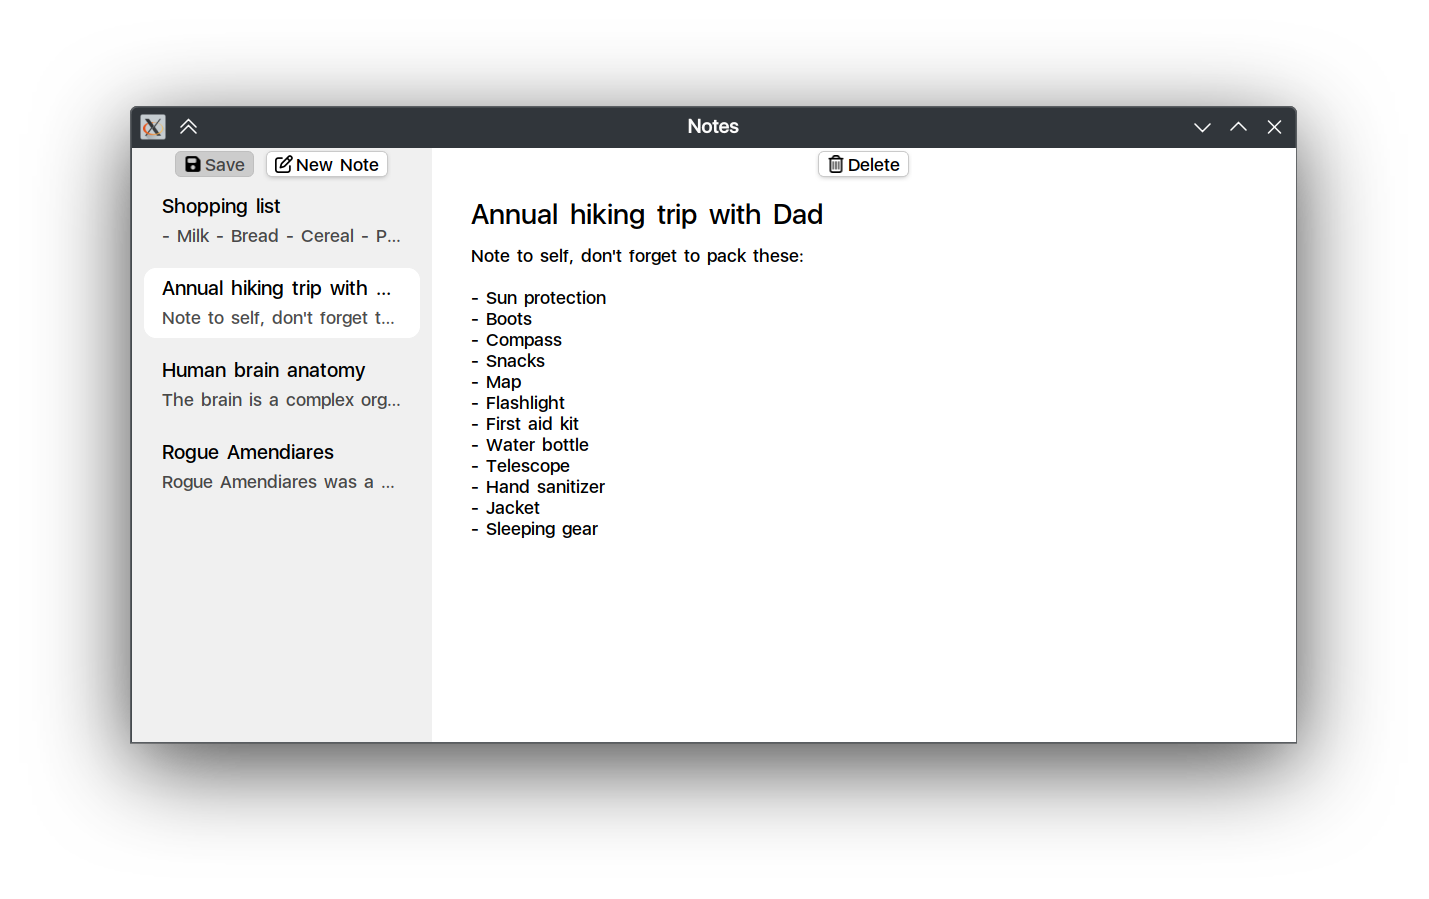 Notes
Save
New Note
Delete
Shopping list
- Milk - Bread - Cereal - P...
Annual hiking trip with ...
Note to self, don't forget t...
Human brain anatomy
The brain is a complex org...
Rogue Amendiares
Rogue Amendiares was a ...
Annual hiking trip with Dad
Note to self, don't forget to pack these:
- Sun protection
- Boots
- Compass
- Snacks
- Map
- Flashlight
- First aid kit
- Water bottle
- Telescope
- Hand sanitizer
- Jacket
- Sleeping gear